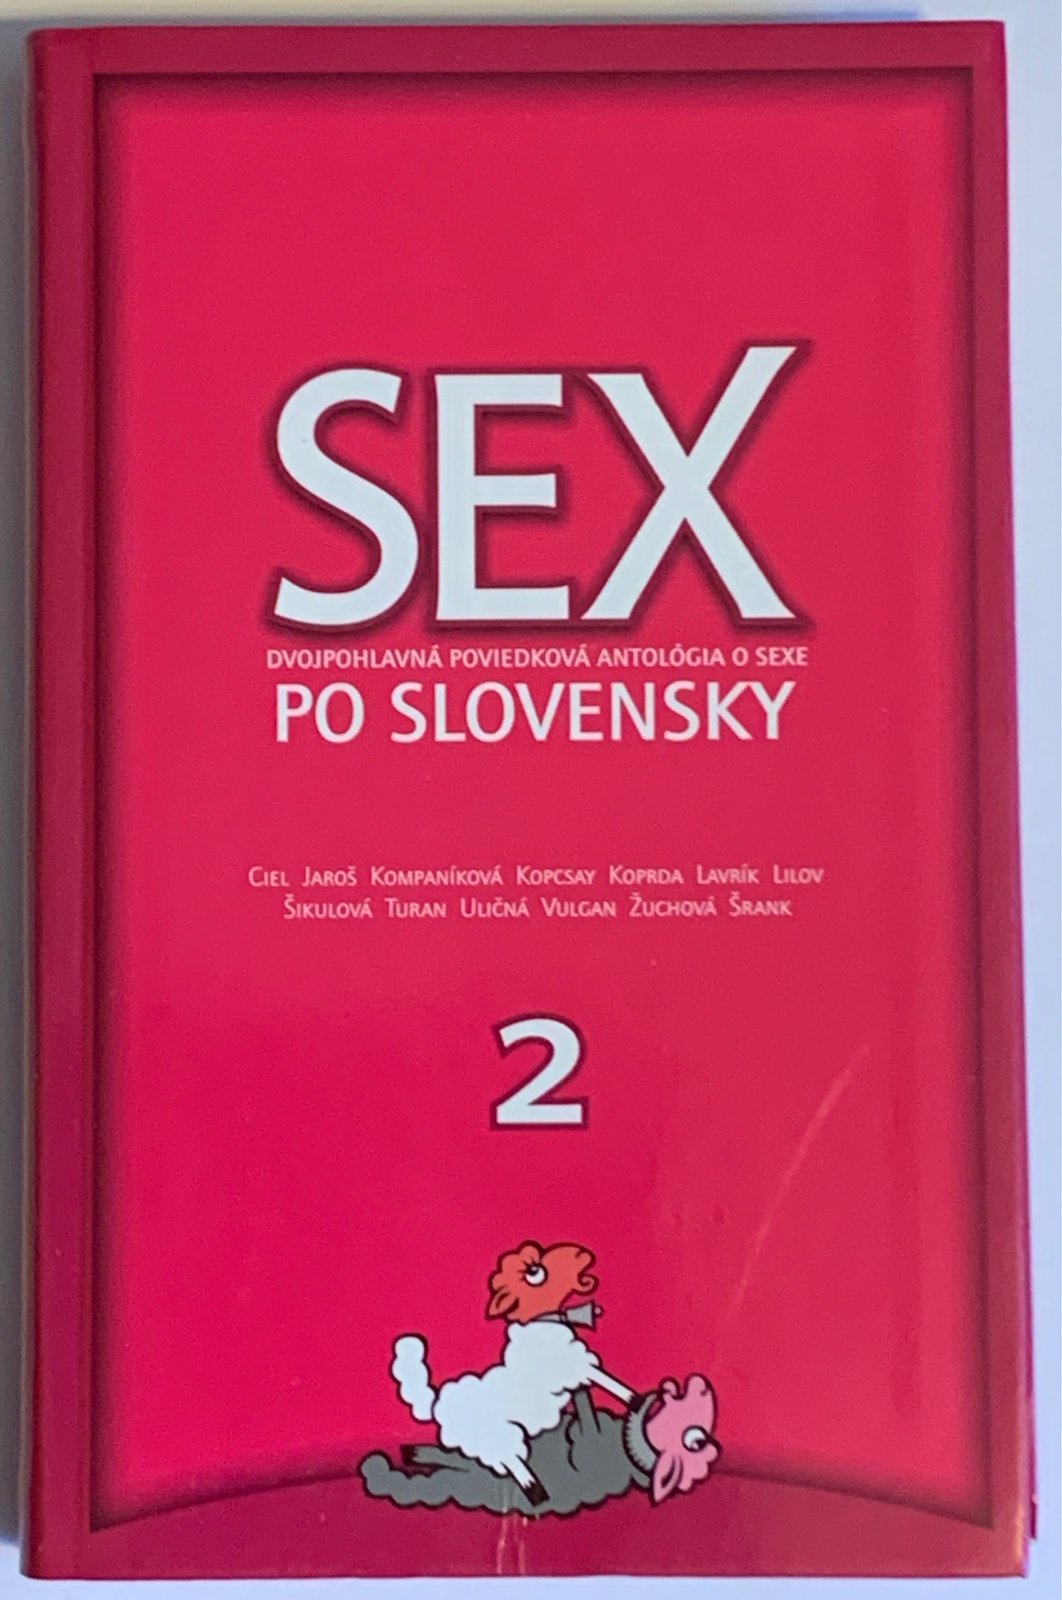 SEX
DVOJPOHLAVNÁ POVIEDKOVÁ ANTOLÓGIA O SEXE
PO SLOVENSKY
CIEL JAROŠ KOMPANÍKOVÁ KOPCSAY KOPRDA LAVRÍK LILOV
ŠIKULOVÁ TURAN ULIČNÁ VULGAN ŽUCHOVÁ ŠRANK
2